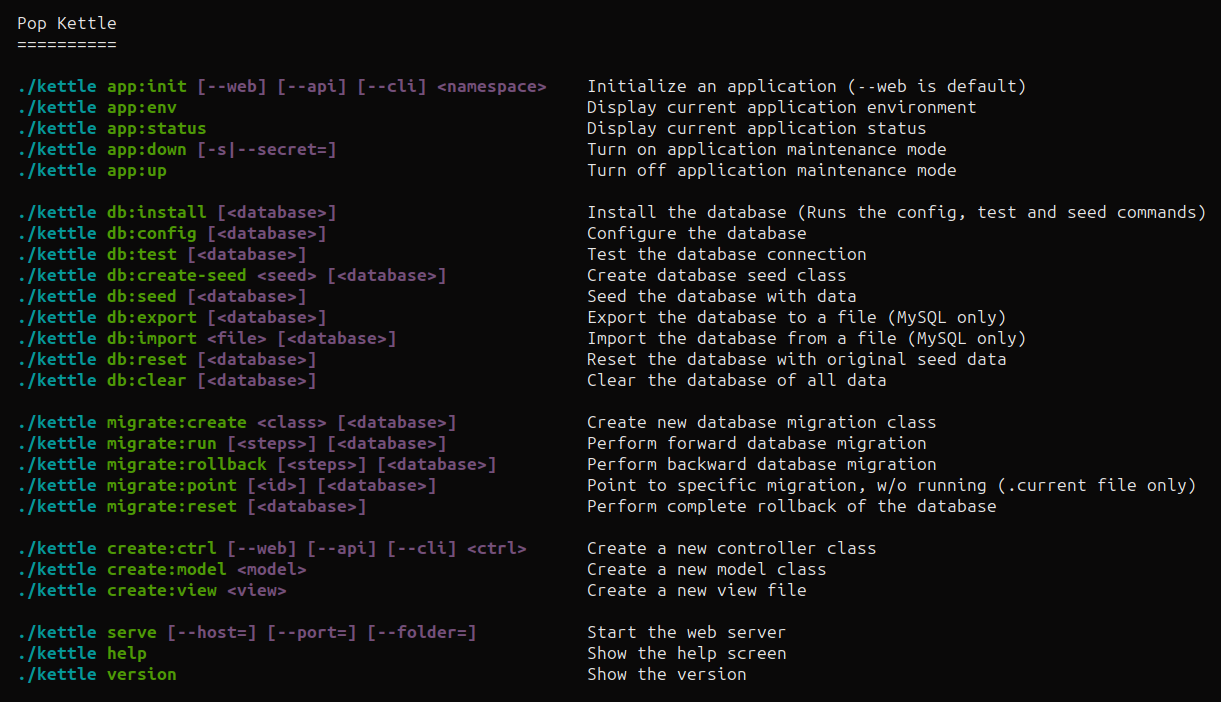 Pop Kettle
==========
./kettle app:init [--web] [--api] [--cli] <namespace>    Initialize an application (--web is default)
./kettle app:env    Display current application environment
./kettle app:status    Display current application status
./kettle app:down [-s|--secret=]    Turn on application maintenance mode
./kettle app:up    Turn off application maintenance mode
./kettle db:install [<database>]    Install the database (Runs the config, test and seed commands)
./kettle db:config [<database>]    Configure the database
./kettle db:test [<database>]    Test the database connection
./kettle db:create-seed <seed> [<database>]    Create database seed class
./kettle db:seed [<database>]    Seed the database with data
./kettle db:export [<database>]    Export the database to a file (MySQL only)
./kettle db:import <file> [<database>]    Import the database from a file (MySQL only)
./kettle db:reset [<database>]    Reset the database with original seed data
./kettle db:clear [<database>]    Clear the database of all data
./kettle migrate:create <class> [<database>]    Create new database migration class
./kettle migrate:run [<steps>] [<database>]    Perform forward database migration
./kettle migrate:rollback [<steps>] [<database>]    Perform backward database migration
./kettle migrate:point [<id>] [<database>]    Point to specific migration, w/o running (.current file only)
./kettle migrate:reset [<database>]    Perform complete rollback of the database
./kettle create:ctrl [--web] [--api] [--cli] <ctrl>    Create a new controller class
./kettle create:model <model>    Create a new model class
./kettle create:view <view>    Create a new view file
./kettle serve [--host=] [--port=] [--folder=]    Start the web server
./kettle help    Show the help screen
./kettle version    Show the version